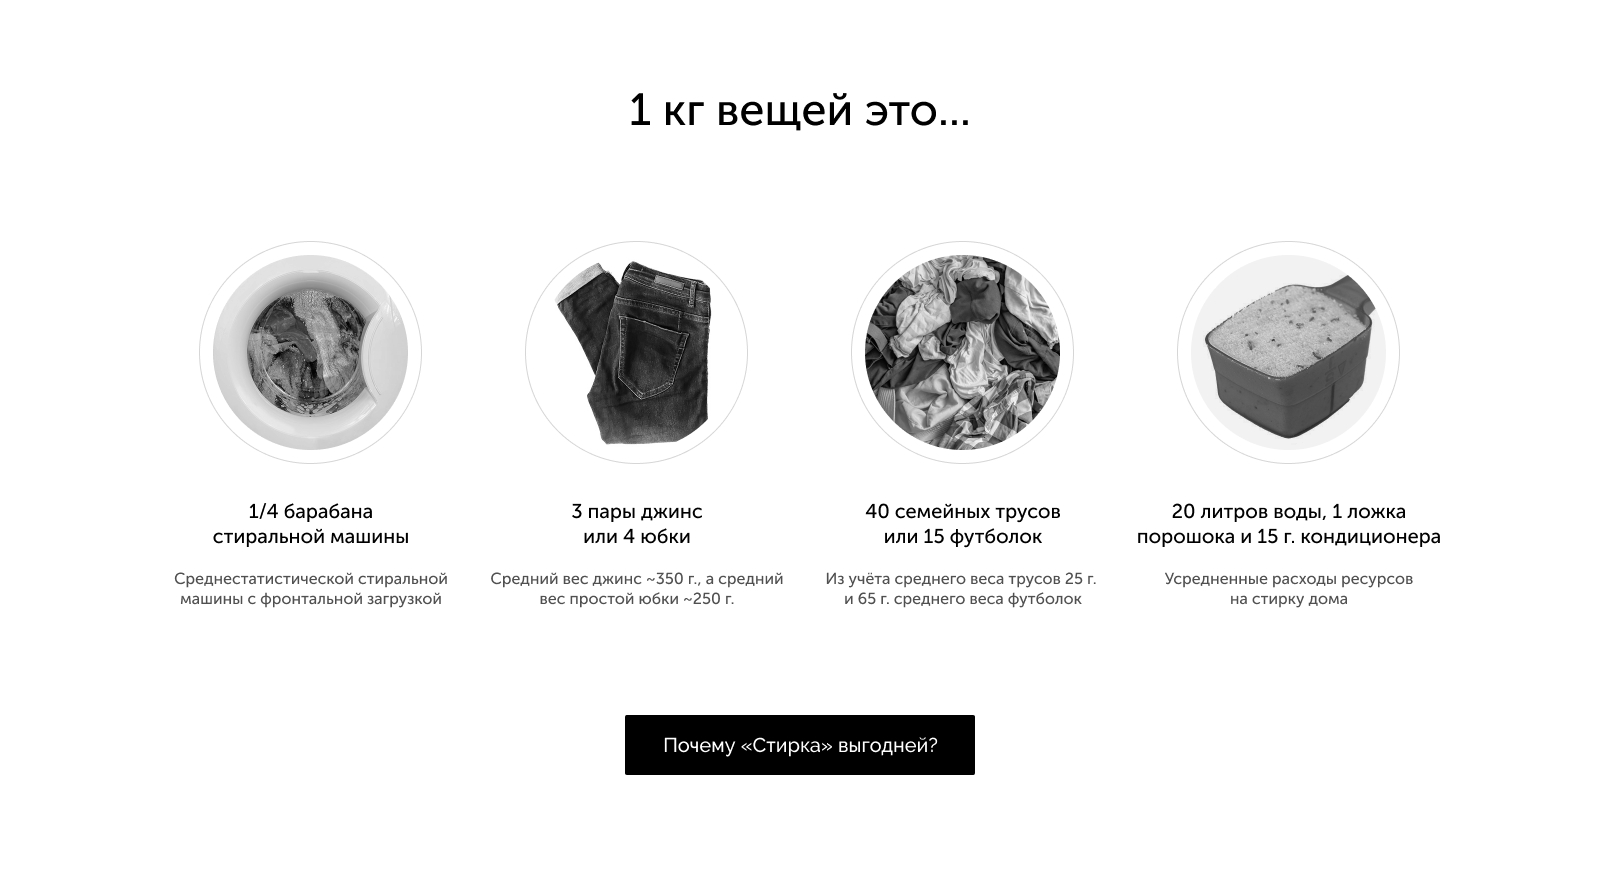 1 кг вещей это...
1/4 барабана
стиральной машины
Среднестатистической стиральной
машины с фронтальной загрузкой
3 пары джинс
или 4 юбки
Средний вес джинс ~350 г., а средний
вес простой юбки ~250 г.
40 семейных трусов
или 15 футболок
Из учёта среднего веса трусов 25 г.
и 65 г. среднего веса футболок
20 литров воды, 1 ложка
порошока и 15 г. кондиционера
Усредненные расходы ресурсов
на стирку дома
Почему «Стирка» выгодней?